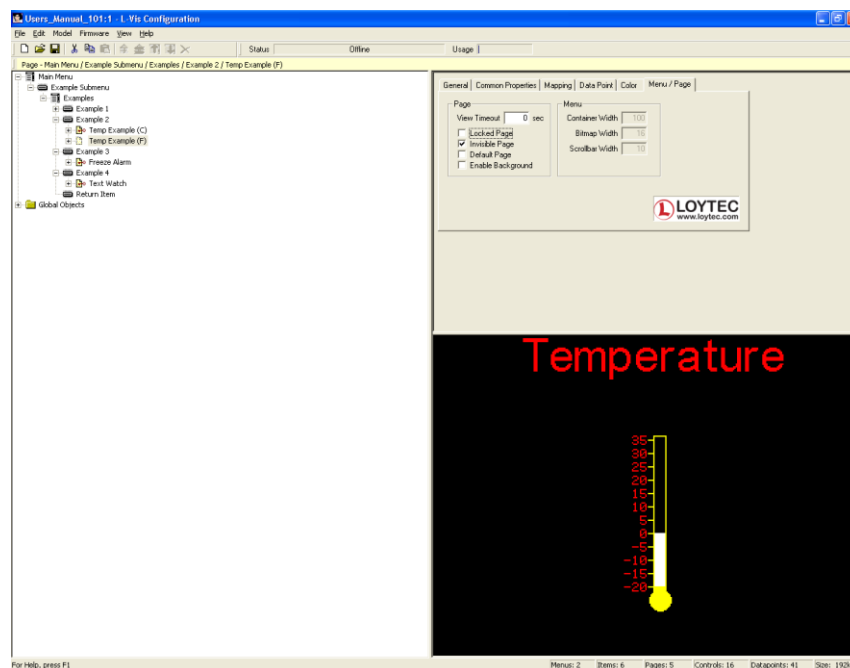 Users_Manual_101:1 - L-Vis Configuration
File Edit Model Firmware View Help
Status Offline Usage
Page - Main Menu / Example Submenu / Examples / Example 2 / Temp Example (F)
Main Menu
Example Submenu
Examples
Example 1
Example 2
Temp Example (C)
Temp Example (F)
Example 3
Freeze Alarm
Example 4
Text Watch
Return Item
Global Objects
General Common Properties Mapping Data Point Color Menu / Page
Page
View Timeout 0 sec
Locked Page
Invisible Page
Default Page
Enable Background
Menu
Container Width 100
Bitmap Width 16
Scrollbar Width 10
L LOYTEC
www.loytec.com
Temperature
35
30
25
20
15
10
5
0
-5
-10
-15
-20
For Help, press F1
Menus: 2 Items: 6 Pages: 5 Controls: 16 Datapoints: 41 Size: 192k